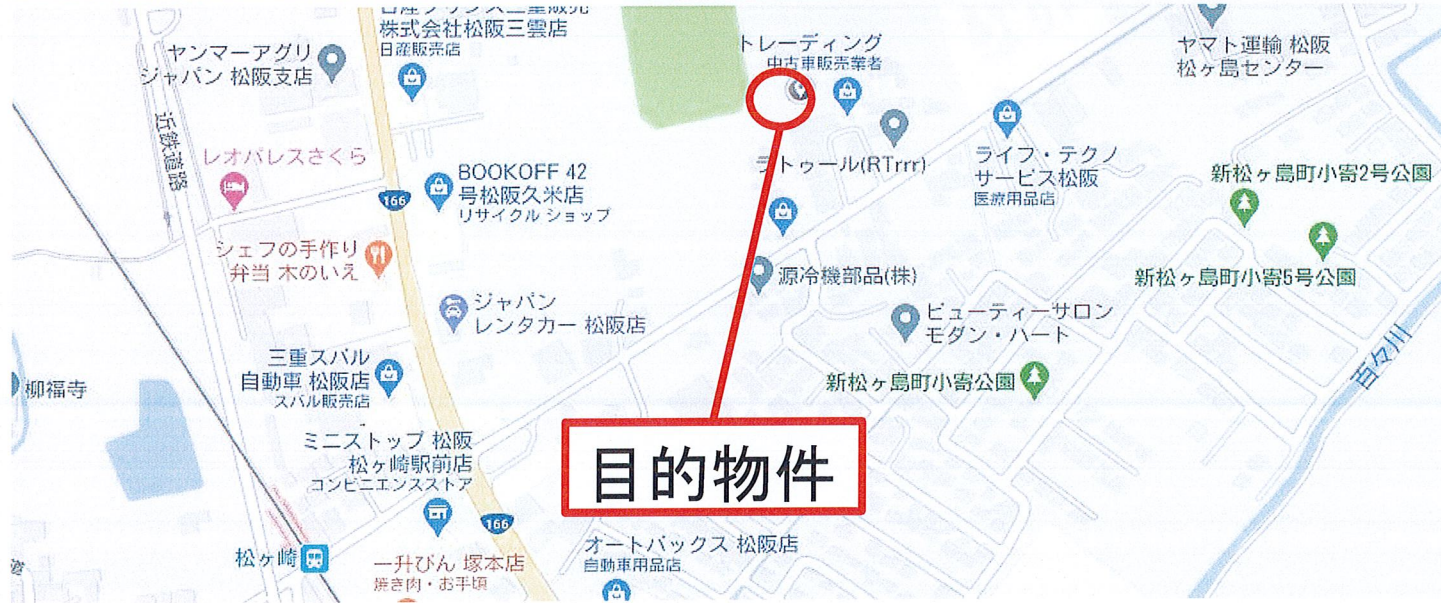 日産プリンス三重販売
株式会社松阪三雲店
日産販売店
ヤンマーアグリ
ジャパン 松阪支店
トレーディング
中古車販売業者
ヤマト運輸 松阪
松ヶ島センター
近鉄道路
レオパレスさくら
BOOKOFF 42
号松阪久米店
リサイクル ショップ
166
ラトゥール(RTrrr)
ライフ・テクノ
サービス松阪
医療用品店
新松ヶ島町小寄2号公園
シェフの手作り
弁当 木のいえ
源冷機部品(株)
新松ヶ島町小寄5号公園
ジャパン
レンタカー 松阪店
ビューティーサロン
モダン・ハート
三重スバル
自動車 松阪店
スバル販売店
新松ヶ島町小寄公園
百々川
柳福寺
ミニストップ 松阪
松ヶ崎駅前店
コンビニエンスストア
目的物件
166
松ヶ崎
一升びん 塚本店
焼き肉・お手頃
オートバックス 松阪店
自動車用品店